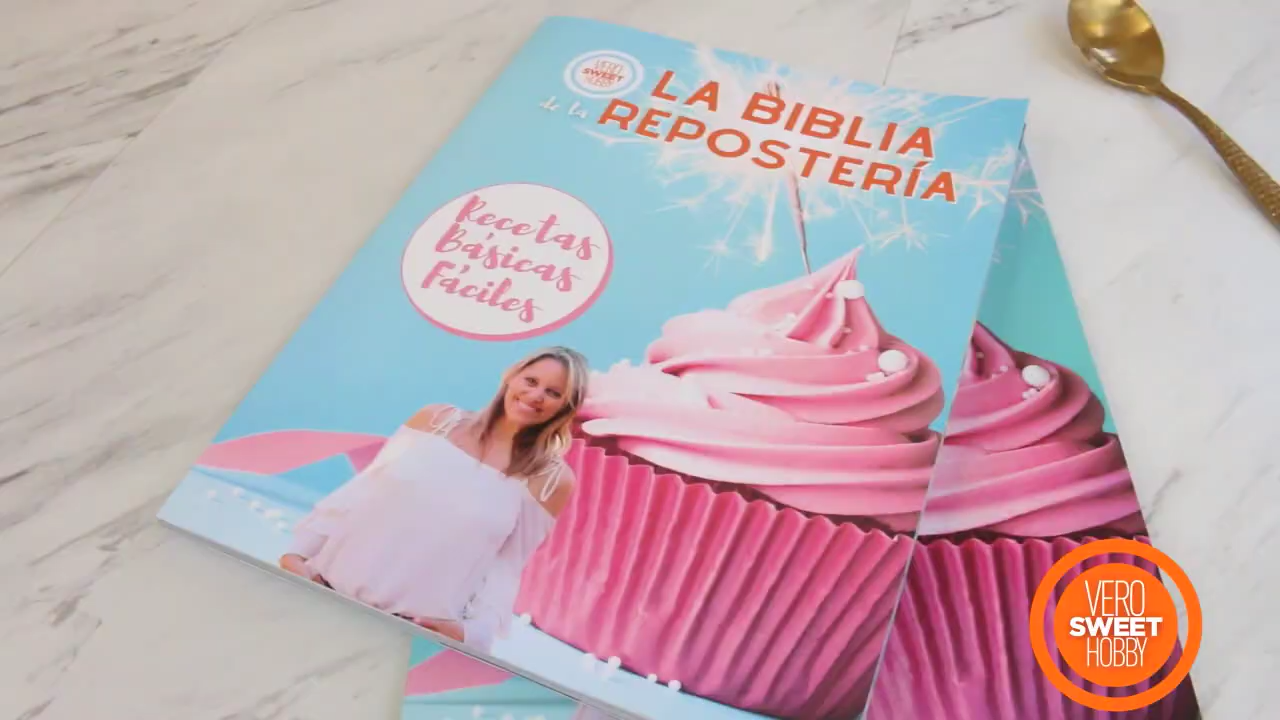 VERO
SWEET
HOBBY
LA BIBLIA
de la
REPOSTERÍA
Recetas
Básicas
Fáciles
VERO
SWEET
HOBBY